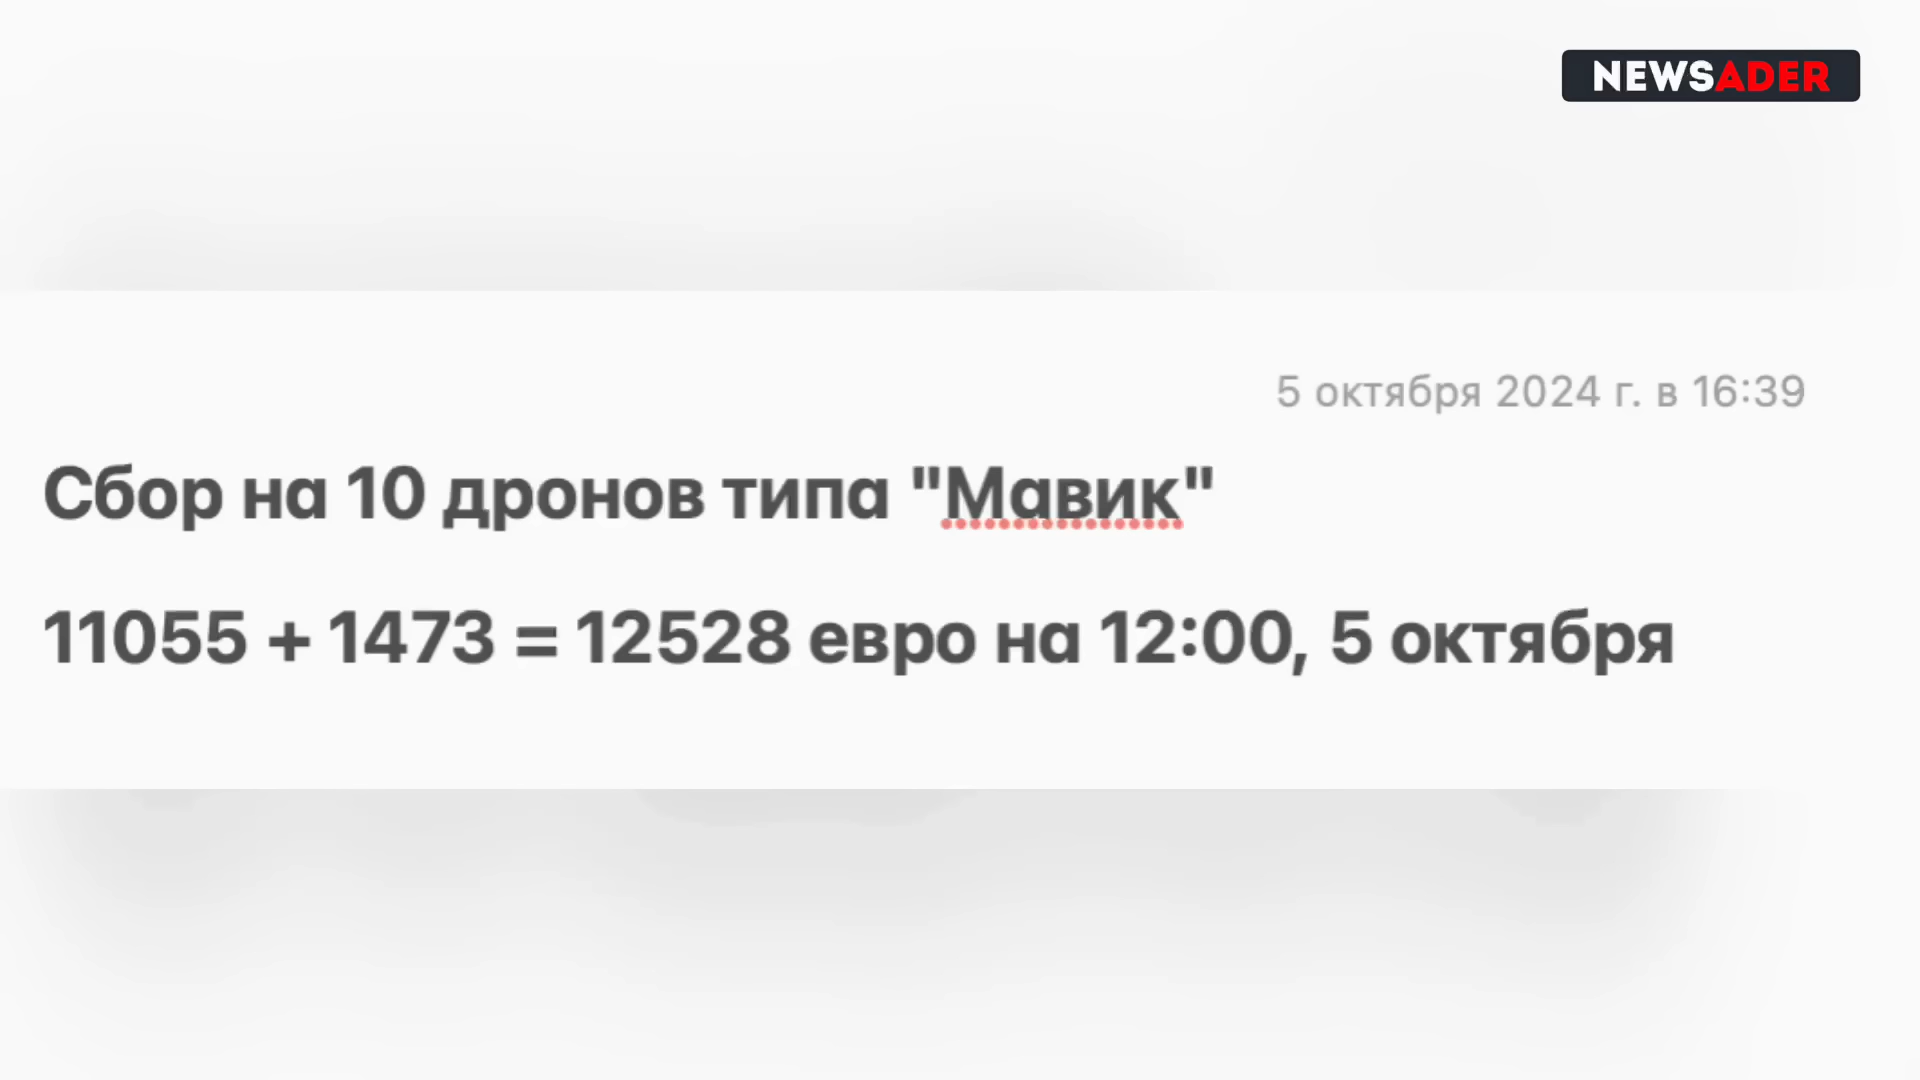 NEWSADER
5 октября 2024 г. в 16:39
Сбор на 10 дронов типа "Мавик"
11055 + 1473 = 12528 евро на 12:00, 5 октября